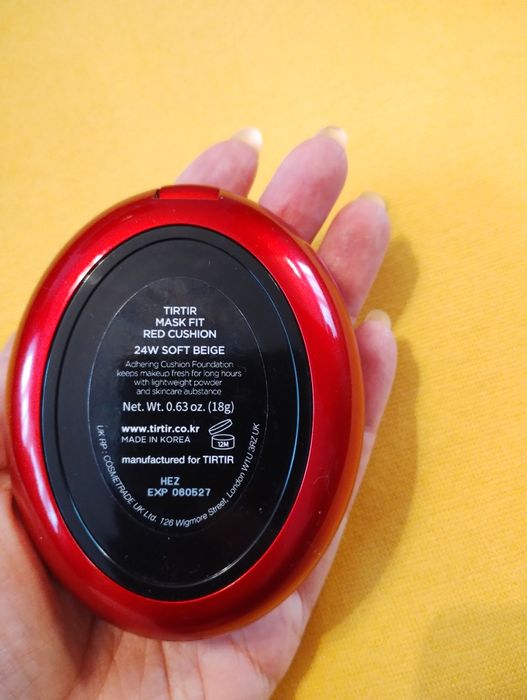 TIRTIR
MASK FIT
RED CUSHION
24W SOFT BEIGE
Adhering Cushion Foundation
keeps makeup fresh for long hours
with lightweight powder
and skincare aubstance
Net. Wt. 0.63 oz. (18g)
www.tirtir.co.kr
MADE IN KOREA
12M
manufactured for TIRTIR
HEZ
EXP 060527
UK RP : COSMETRADE UK Ltd. 126 Wigmore Street, London W1U 3RZ UK